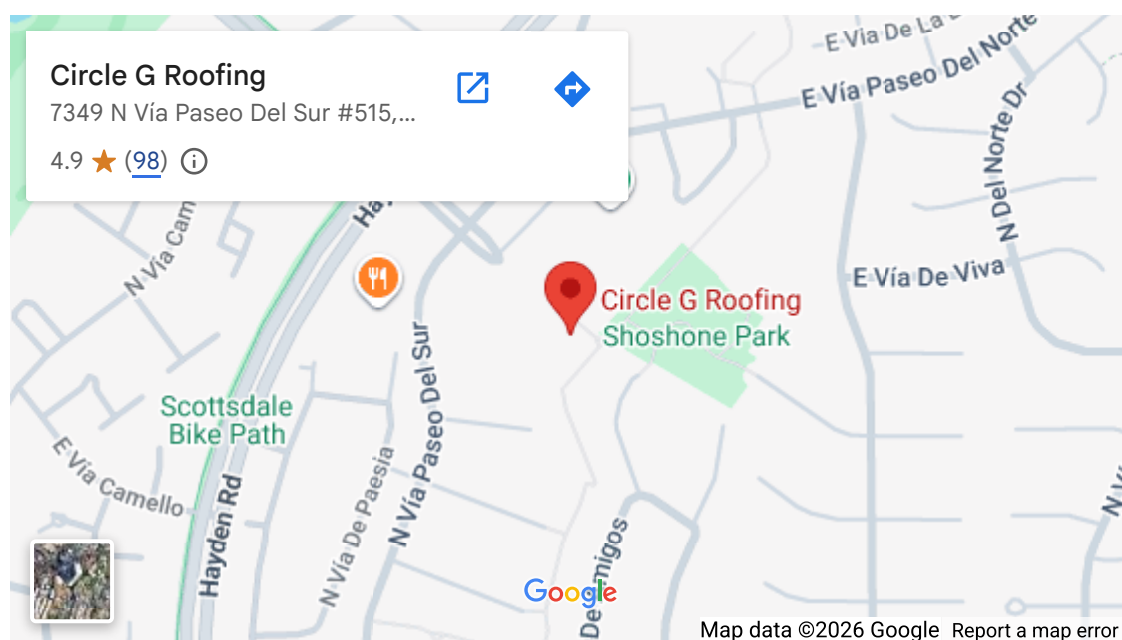 Circle G Roofing
7349 N Vía Paseo Del Sur #515,...
4.9 ★ (98)
E Vía De La
E Vía Paseo Del Norte
N Del Norte Dr
N Vía Cam
E Vía De Viva
Circle G Roofing
Shoshone Park
Scottsdale
Bike Path
N Vía Paseo Del Sur
E Vía Camello
N Vía De Paesia
Hayden Rd
Google
Map data ©2026 Google
Report a map error